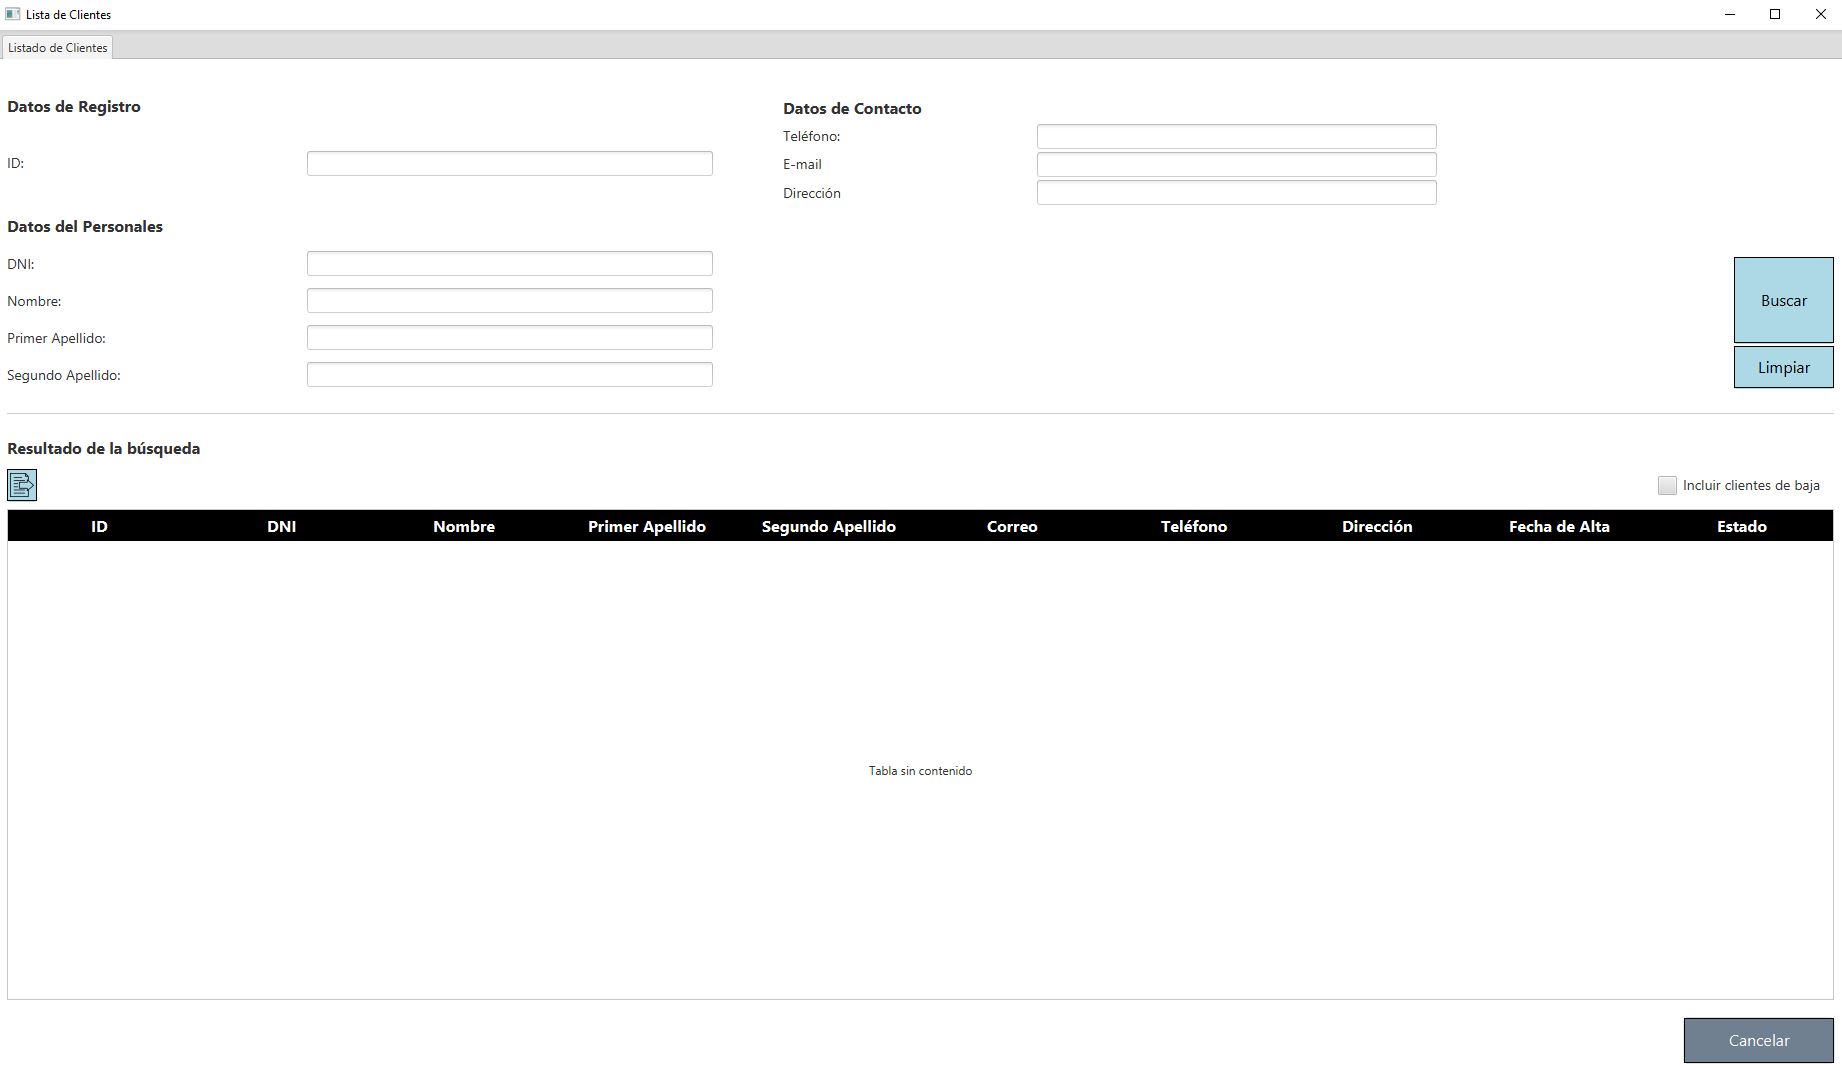 Lista de Clientes
Listado de Clientes
Datos de Registro
ID:
Datos de Contacto
Teléfono:
E-mail
Dirección
Datos del Personales
DNI:
Nombre:
Primer Apellido:
Segundo Apellido:
Buscar
Limpiar
Resultado de la búsqueda
Incluir clientes de baja
ID DNI Nombre Primer Apellido Segundo Apellido Correo Teléfono Dirección Fecha de Alta Estado
Tabla sin contenido
Cancelar